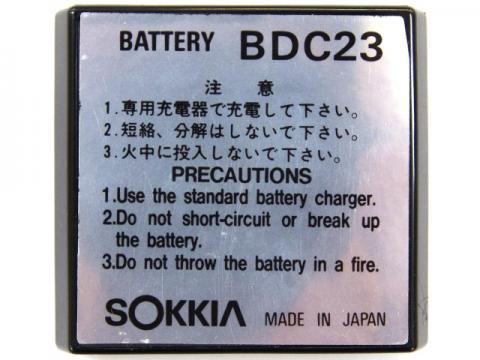 BATTERY BDC23
注 意
1.専用充電器で充電して下さい。
2.短絡、分解はしないで下さい。
3.火中に投入しないで下さい。
PRECAUTIONS
1.Use the standard battery charger.
2.Do not short-circuit or break up
the battery.
3.Do not throw the battery in a fire.
SOKKIA MADE IN JAPAN